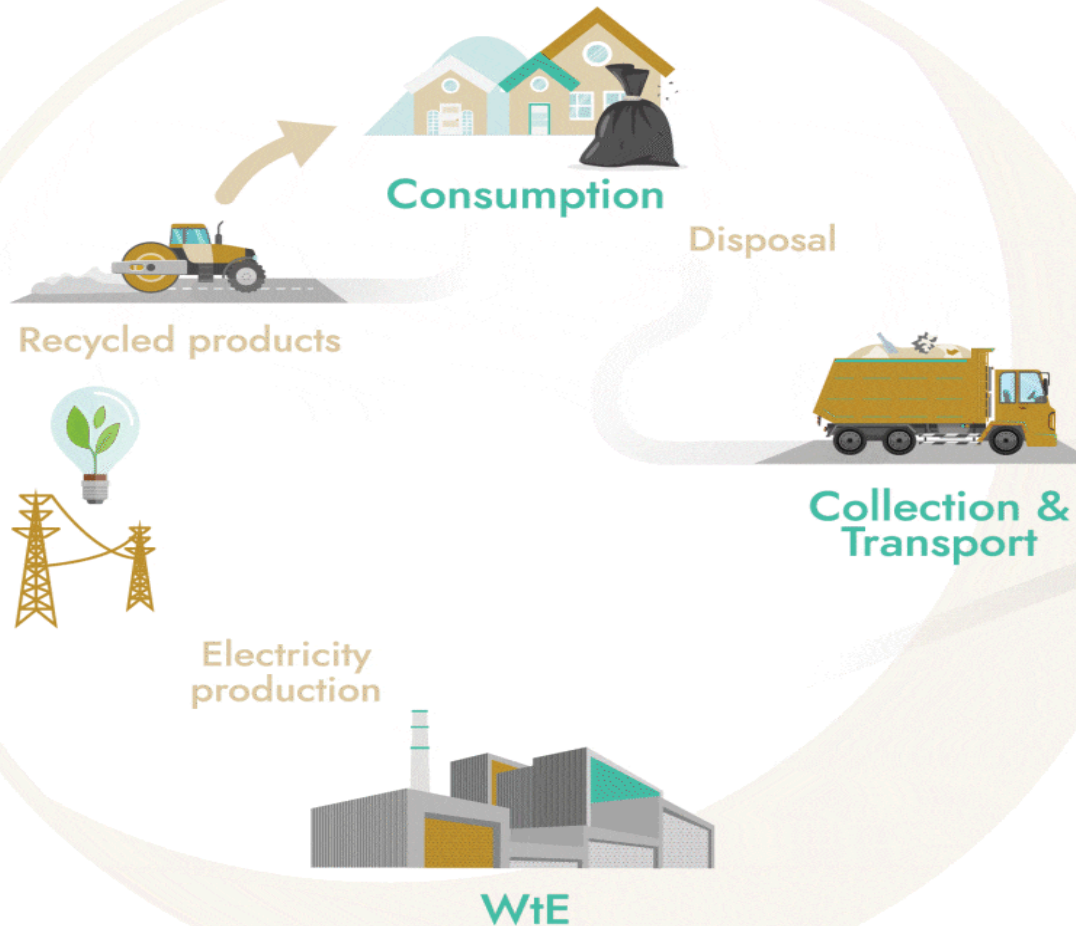 Consumption
Disposal
Recycled products
Collection &
Transport
Electricity
production
WtE